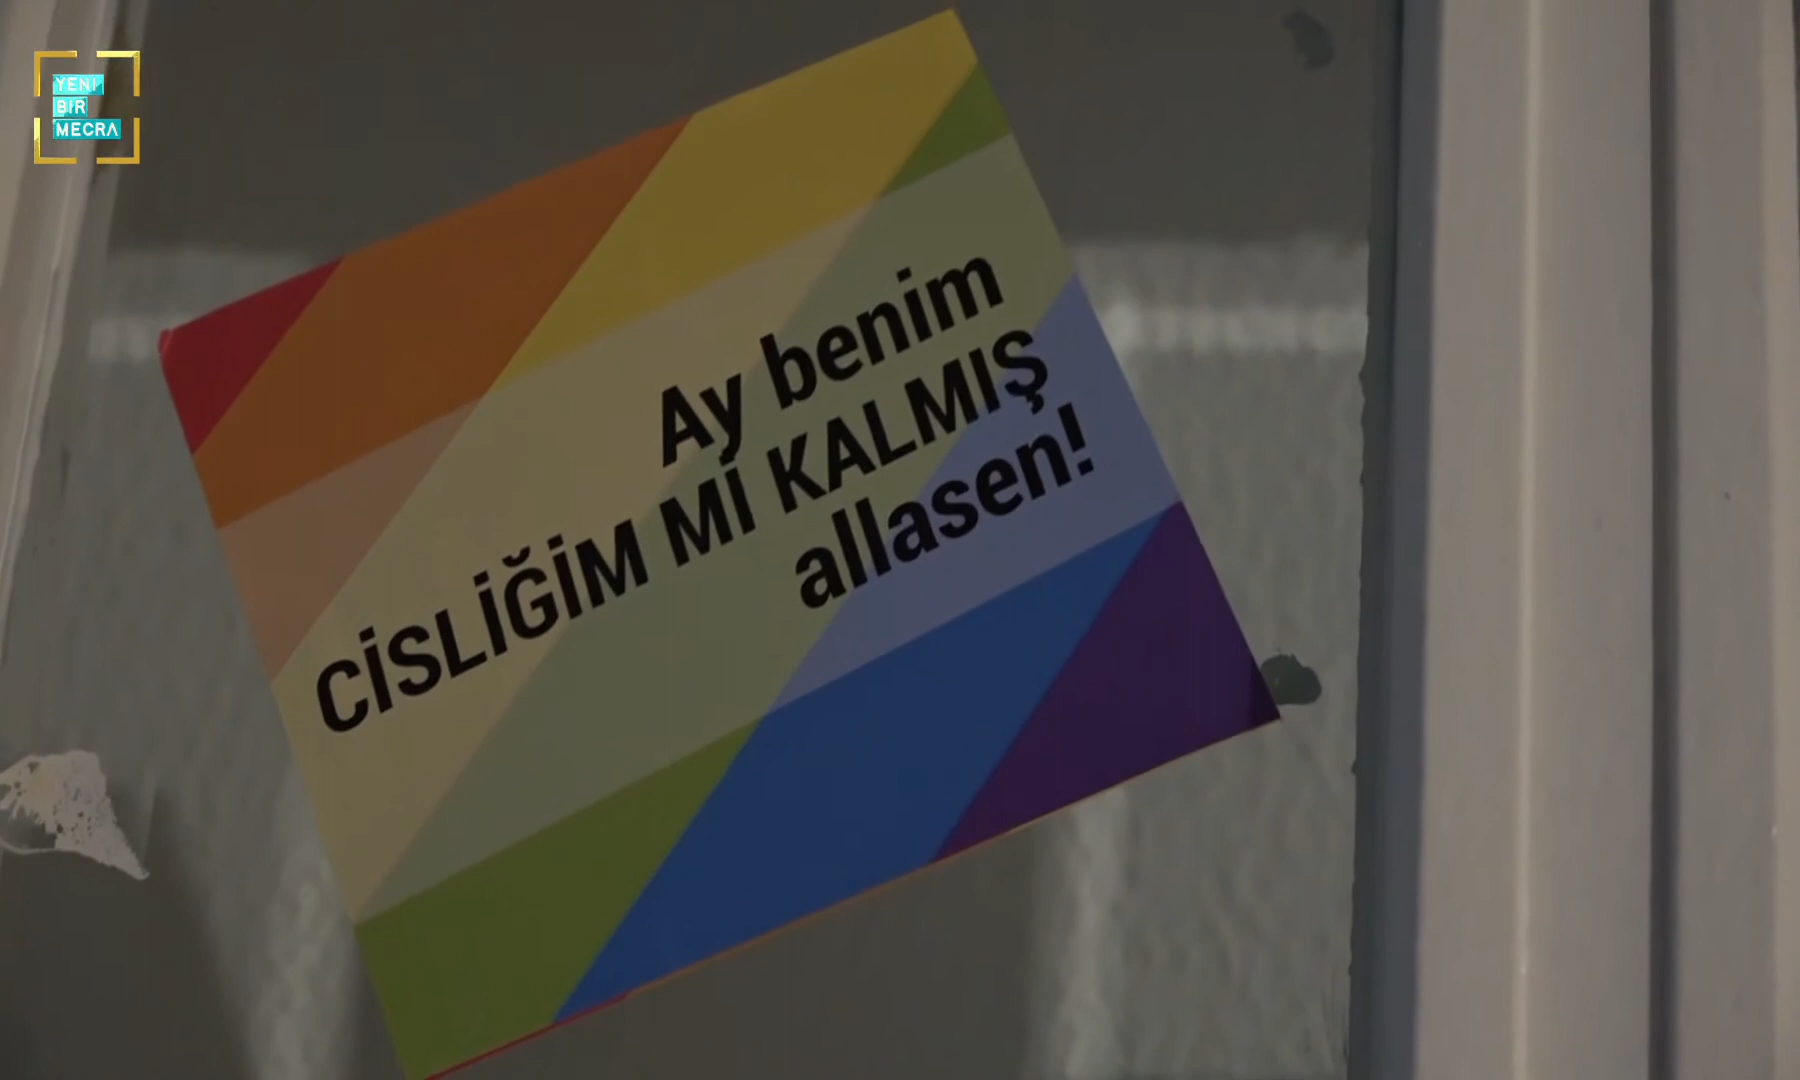 YENİ
BİR
MECRA
Ay benim
CİSLİĞİM Mİ KALMIŞ
allasen!